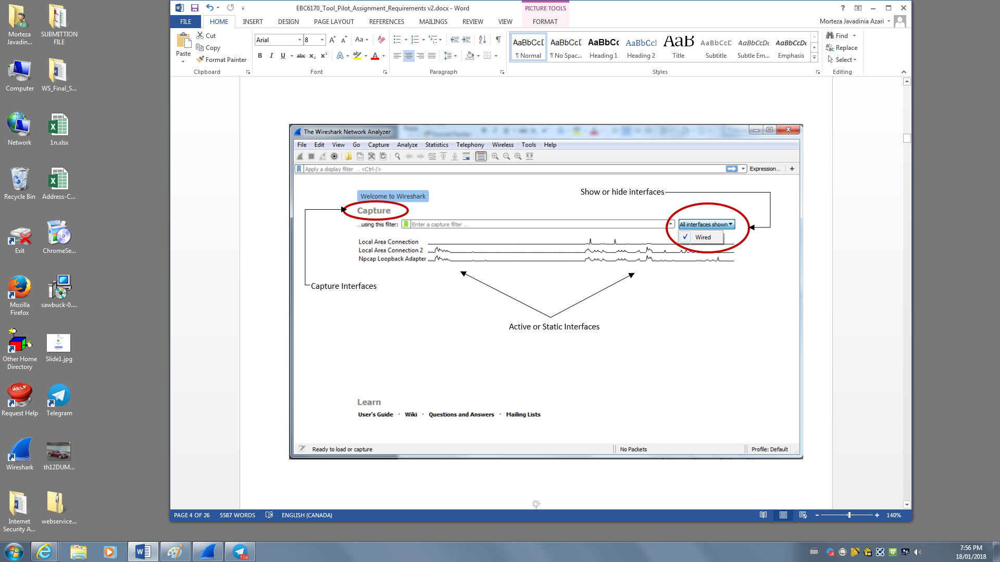 Morteza Javadin...
SUBMITTION FILE
Computer
WS_Final_S...
Network
1n.xlsx
Recycle Bin
Address-C...
Exit
ChromeSe...
Mozilla Firefox
sawbuck-0....
Other Home Directory
Slide1.jpg
Request Help
Telegram
Wireshark
th12DUM...
Internet Security A...
webservice...
EBC6170_Tool_Pilot_Assignment_Requirements v2.docx - Word
PICTURE TOOLS
FILE HOME INSERT DESIGN PAGE LAYOUT REFERENCES MAILINGS REVIEW VIEW FORMAT
Morteza Javadinia Azari
Paste
Cut
Copy
Format Painter
Clipboard
Arial 8
Font
Paragraph
AaBbCcD AaBbCcD AaBbCc AaBbCcl AaB AaBbCcD AaBbCcDc AaBbCcDc
¶ Normal ¶ No Spac... Heading 1 Heading 2 Title Subtitle Subtle Em... Emphasis
Styles
Find
Replace
Select
Editing
The Wireshark Network Analyzer
File Edit View Go Capture Analyze Statistics Telephony Wireless Tools Help
Apply a display filter ... <Ctrl-/>
Expression... +
Show or hide interfaces
Welcome to Wireshark
Capture
...using this filter: Enter a capture filter ... All interfaces shown
Wired
Local Area Connection
Local Area Connection 2
Npcap Loopback Adapter
Capture Interfaces
Active or Static Interfaces
Learn
User's Guide · Wiki · Questions and Answers · Mailing Lists
Ready to load or capture No Packets Profile: Default
PAGE 4 OF 26 5587 WORDS ENGLISH (CANADA) 140%
114
7:56 PM
18/01/2018